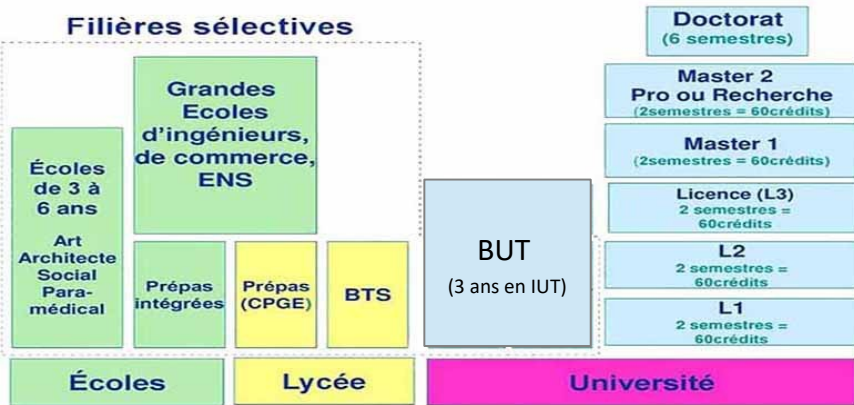 Filières sélectives
Écoles
de 3 à
6 ans
Art
Architecte
Social
Para-
médical
Grandes
Ecoles
d'ingénieurs,
de commerce,
ENS
Prépas
intégrées
Prépas
(CPGE)
BTS
BUT
(3 ans en IUT)
Doctorat
(6 semestres)
Master 2
Pro ou Recherche
(2semestres = 60crédits)
Master 1
(2semestres = 60crédits)
Licence (L3)
2 semestres =
60crédits
L2
2 semestres =
60crédits
L1
2 semestres =
60crédits
Écoles
Lycée
Université